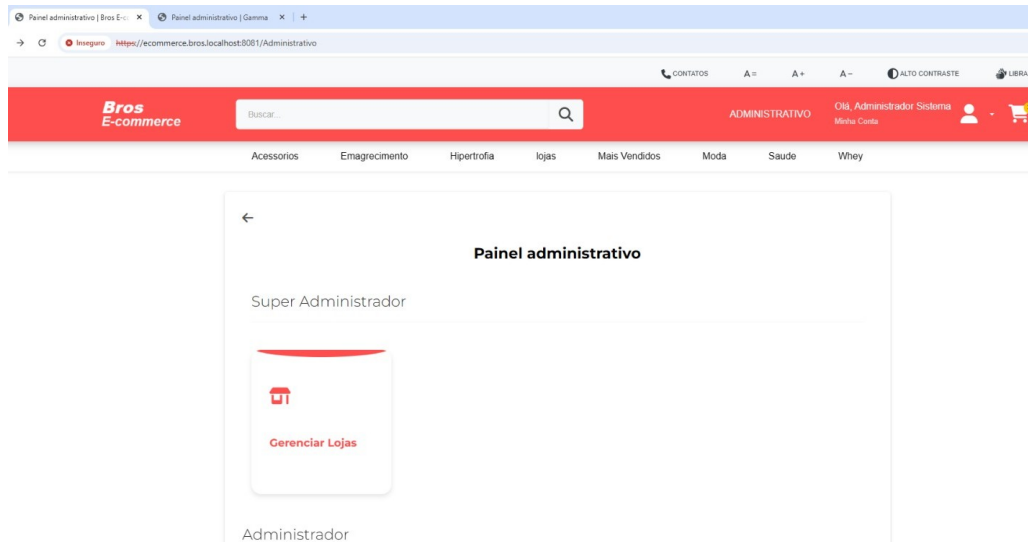 Painel administrativo | Bros E-c
Painel administrativo | Gamma
Inseguro https://ecommerce.bros.localhost:8081/Administrativo
CONTATOS A= A+ A- ALTO CONTRASTE LIBRA
Bros
E-commerce
Buscar...
ADMINISTRATIVO
Olá, Administrador Sistema
Minha Conta
Acessorios Emagrecimento Hipertrofia lojas Mais Vendidos Moda Saude Whey
Painel administrativo
Super Administrador
Gerenciar Lojas
Administrador